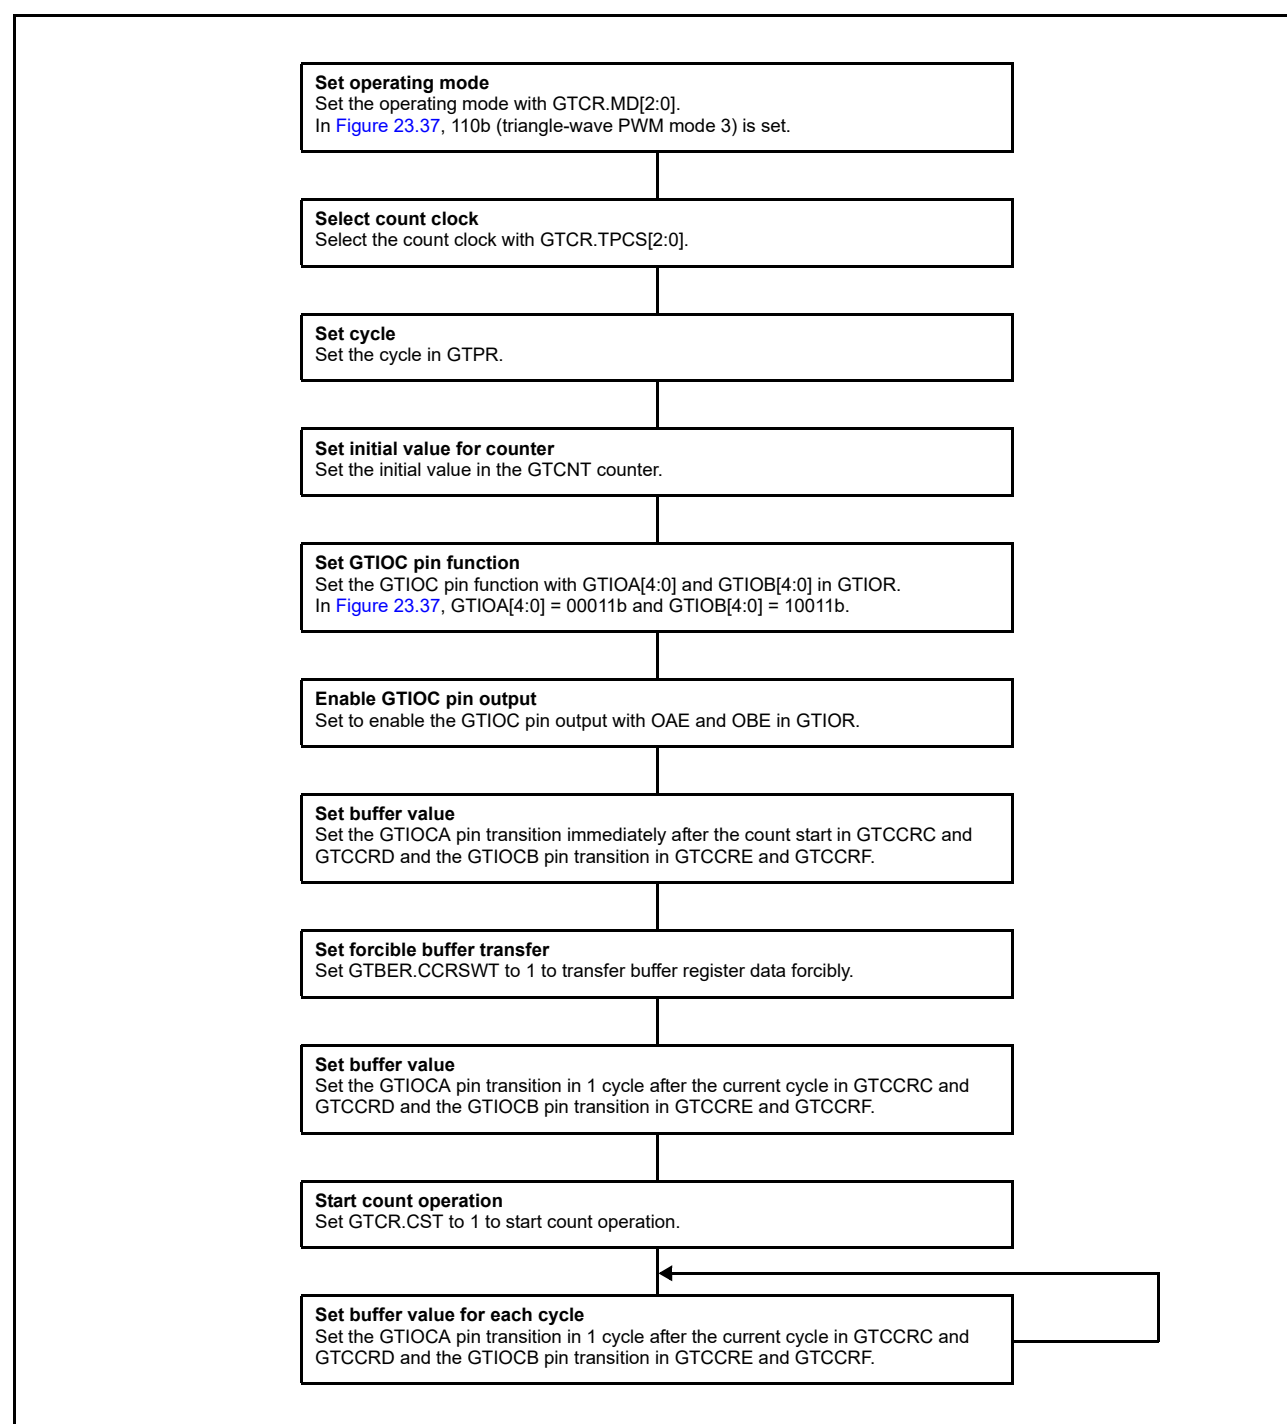 Set operating mode
Set the operating mode with GTCR.MD[2:0].
In Figure 23.37, 110b (triangle-wave PWM mode 3) is set.
Select count clock
Select the count clock with GTCR.TPCS[2:0].
Set cycle
Set the cycle in GTPR.
Set initial value for counter
Set the initial value in the GTCNT counter.
Set GTIOC pin function
Set the GTIOC pin function with GTIOA[4:0] and GTIOB[4:0] in GTIOR.
In Figure 23.37, GTIOA[4:0] = 00011b and GTIOB[4:0] = 10011b.
Enable GTIOC pin output
Set to enable the GTIOC pin output with OAE and OBE in GTIOR.
Set buffer value
Set the GTIOCA pin transition immediately after the count start in GTCCRC and
GTCCRD and the GTIOCB pin transition in GTCCRE and GTCCRF.
Set forcible buffer transfer
Set GTBER.CCRSWT to 1 to transfer buffer register data forcibly.
Set buffer value
Set the GTIOCA pin transition in 1 cycle after the current cycle in GTCCRC and
GTCCRD and the GTIOCB pin transition in GTCCRE and GTCCRF.
Start count operation
Set GTCR.CST to 1 to start count operation.
Set buffer value for each cycle
Set the GTIOCA pin transition in 1 cycle after the current cycle in GTCCRC and
GTCCRD and the GTIOCB pin transition in GTCCRE and GTCCRF.